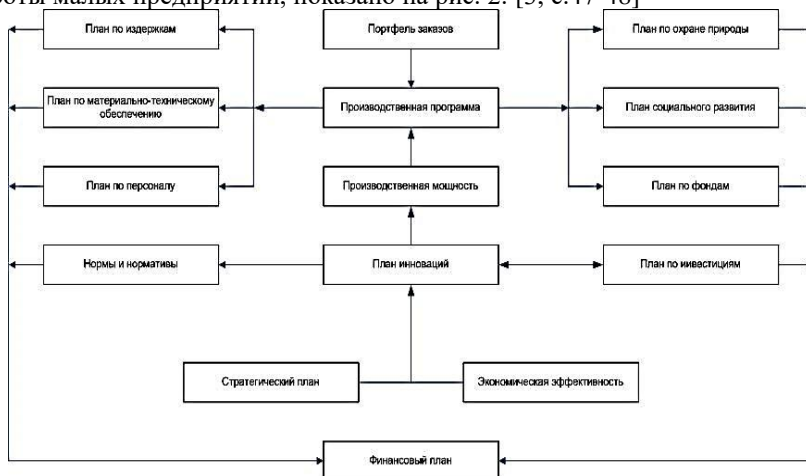 боты малых предприятий, показано на рис. 2. [5, с.47-48]
План по издержкам
Портфель заказов
План по охране природы
План по материально-техническому
обеспечению
Производственная программа
План социального развития
План по персоналу
Производственная мощность
План по фондам
Нормы и нормативы
План инноваций
План по инвестициям
Стратегический план
Экономическая эффективность
Финансовый план